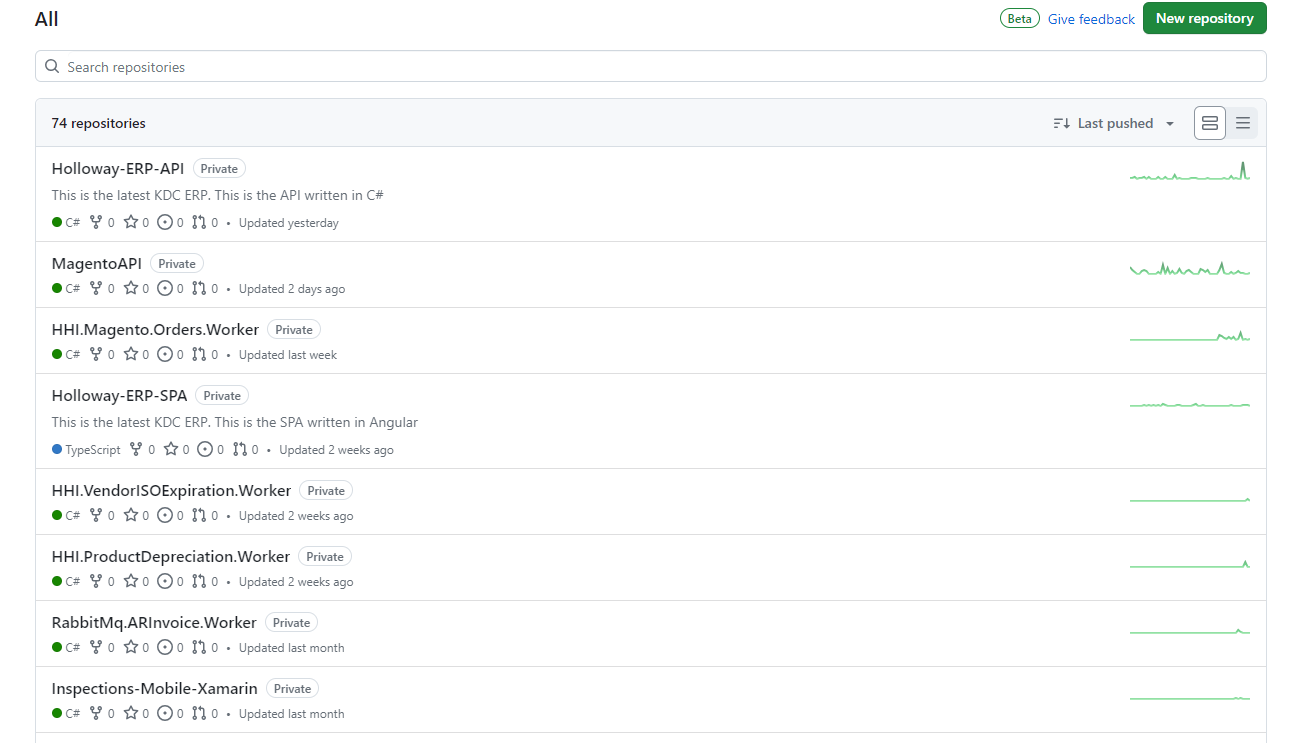 All
Beta Give feedback New repository
Search repositories
74 repositories Last pushed
Holloway-ERP-API Private
This is the latest KDC ERP. This is the API written in C#
C# 0 0 0 0 • Updated yesterday
MagentoAPI Private
C# 0 0 0 0 • Updated 2 days ago
HHI.Magento.Orders.Worker Private
C# 0 0 0 0 • Updated last week
Holloway-ERP-SPA Private
This is the latest KDC ERP. This is the SPA written in Angular
TypeScript 0 0 0 0 • Updated 2 weeks ago
HHI.VendorISOExpiration.Worker Private
C# 0 0 0 0 • Updated 2 weeks ago
HHI.ProductDepreciation.Worker Private
C# 0 0 0 0 • Updated 2 weeks ago
RabbitMq.ARInvoice.Worker Private
C# 0 0 0 0 • Updated last month
Inspections-Mobile-Xamarin Private
C# 0 0 0 0 • Updated last month